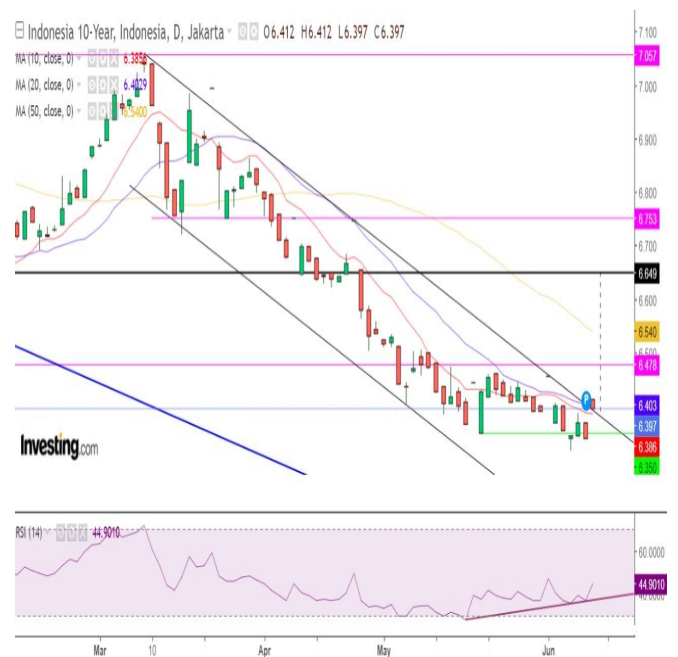 Indonesia 10-Year, Indonesia, D, Jakarta O6.412 H6.412 L6.397 C6.397
MA (10, close, 0) 6.3856
MA (20, close, 0) 6.4029
MA (50, close, 0) 6.5400
7.100
7.057
7.000
6.900
6.800
6.753
6.700
6.649
6.600
6.540
6.500
6.478
6.403
6.397
6.386
6.350
P
Investing.com
RSI (14) 44.9010
60.0000
44.9010
40.0000
Mar 10 Apr May Jun